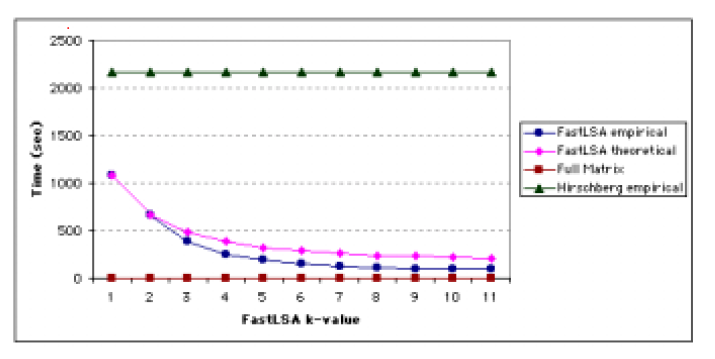 2500
2000
1500
1000
500
0
Time (sec)
1 2 3 4 5 6 7 8 9 10 11
FastLSA k-value
FastLSA empirical
FastLSA theoretical
Full Matrix
Hirschberg empirical